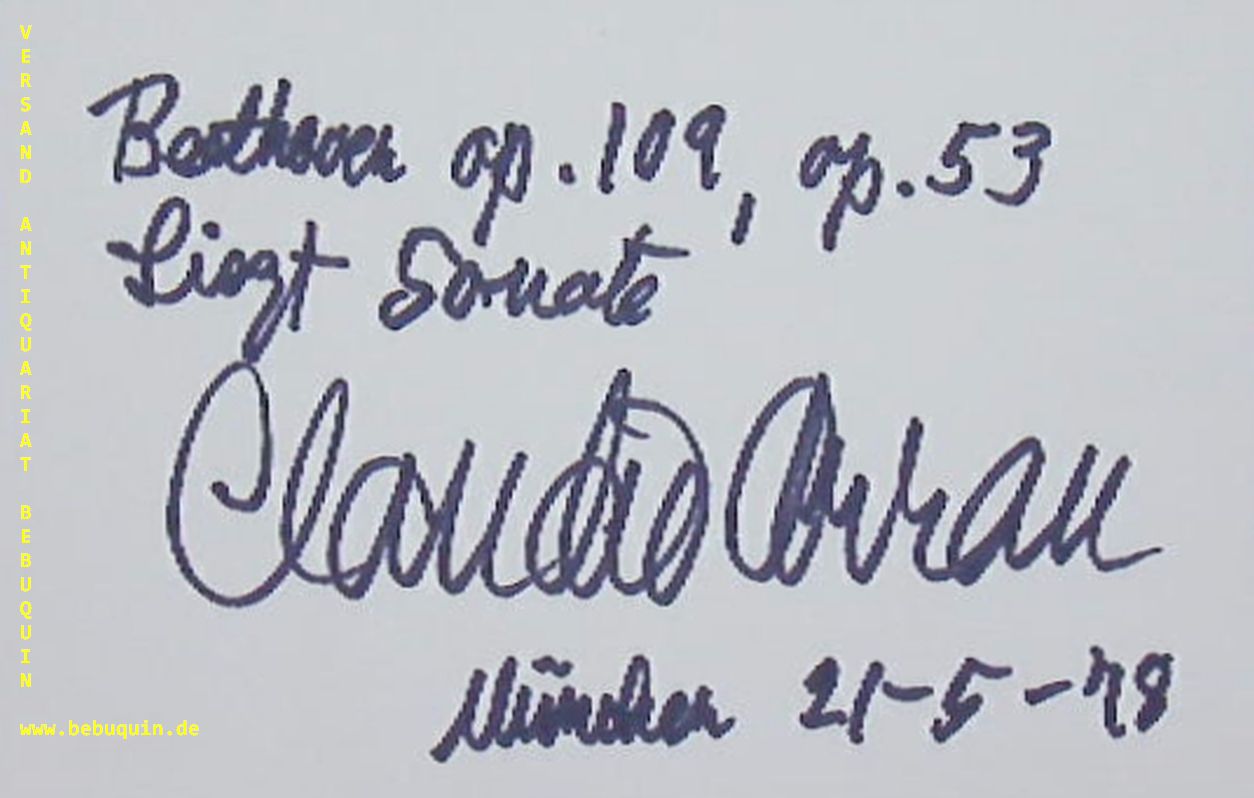 VERSAND ANTIQUARIAT BEBUQUIN
Beethoven op.109, op.53
Liszt Sonate
Claudio Arrau
München 21-5-78
www.bebuquin.de